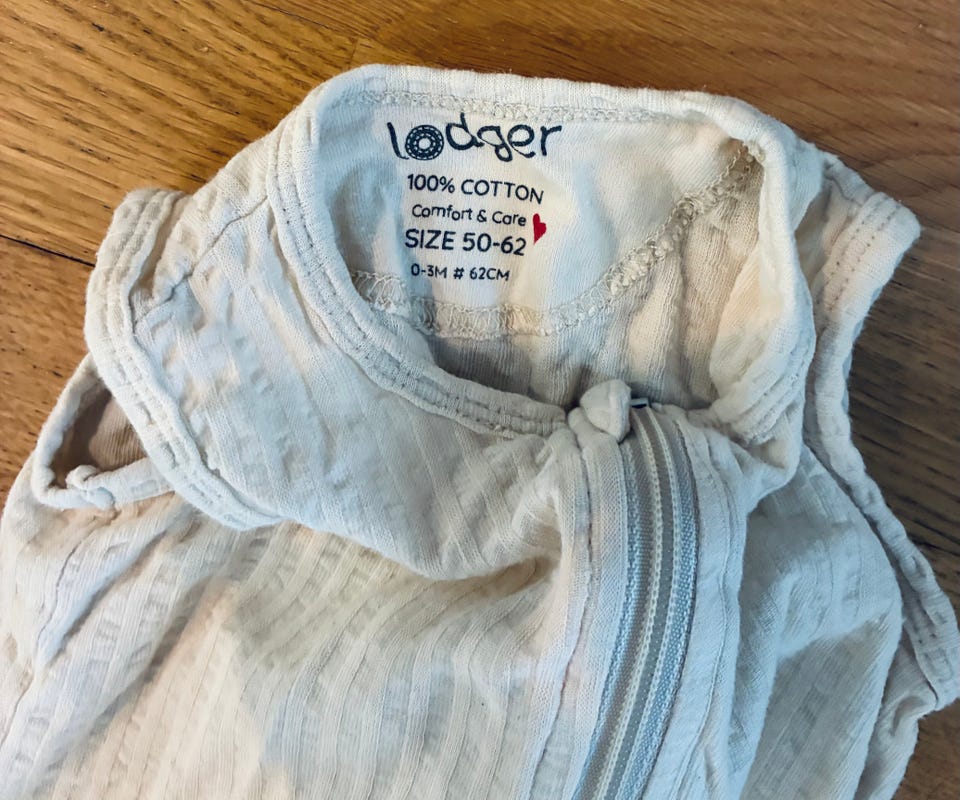 lodger
100% COTTON
Comfort & Care
SIZE 50-62
0-3M # 62CM